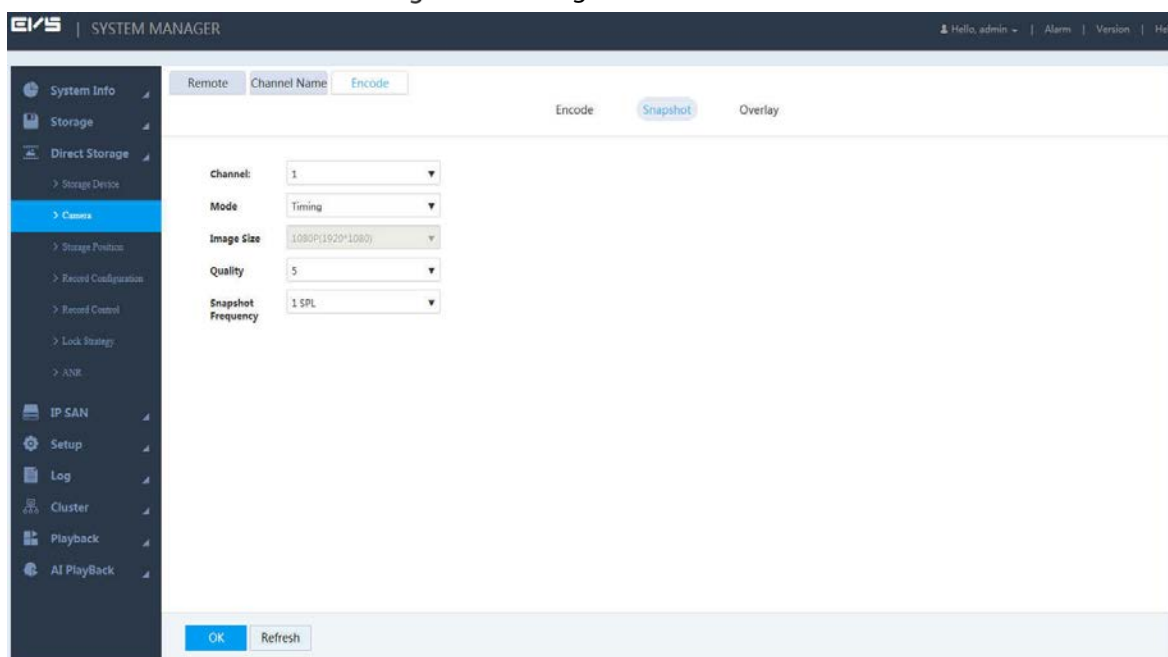 EIVS | SYSTEM MANAGER
Hello, admin | Alarm | Version | He
System Info
Storage
Direct Storage
> Storage Device
> Camera
> Storage Position
> Record Configuration
> Record Control
> Lock Strategy
> ANR
IP SAN
Setup
Log
Cluster
Playback
AI PlayBack
Remote Channel Name Encode
Encode Snapshot Overlay
Channel: 1
Mode Timing
Image Size 1080P(1920*1080)
Quality 5
Snapshot Frequency 1 SPL
OK Refresh